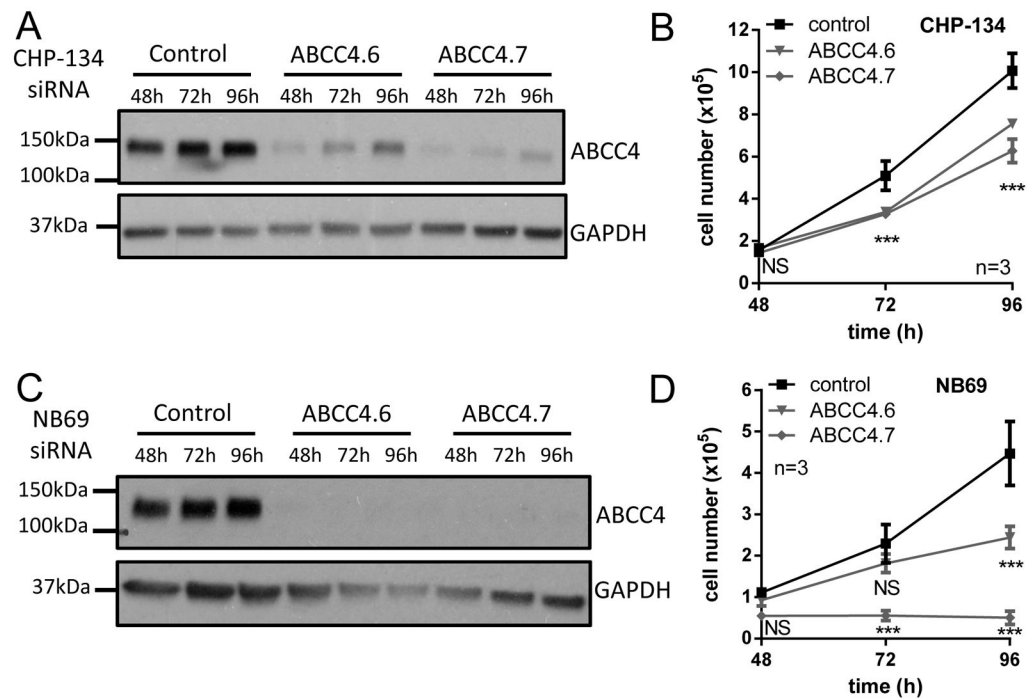 A
CHP-134
siRNA
Control ABCC4.6 ABCC4.7
48h 72h 96h 48h 72h 96h 48h 72h 96h
150kDa
100kDa
ABCC4
37kDa
GAPDH
B
control
ABCC4.6
ABCC4.7
CHP-134
cell number (x10⁵)
12
10
8
6
4
2
0
***
***
NS
n=3
48 72 96
time (h)
C
NB69
siRNA
Control ABCC4.6 ABCC4.7
48h 72h 96h 48h 72h 96h 48h 72h 96h
150kDa
100kDa
ABCC4
37kDa
GAPDH
D
control
ABCC4.6
ABCC4.7
NB69
n=3
cell number (x10⁵)
6
5
4
3
2
1
0
***
NS
NS
***
***
48 72 96
time (h)